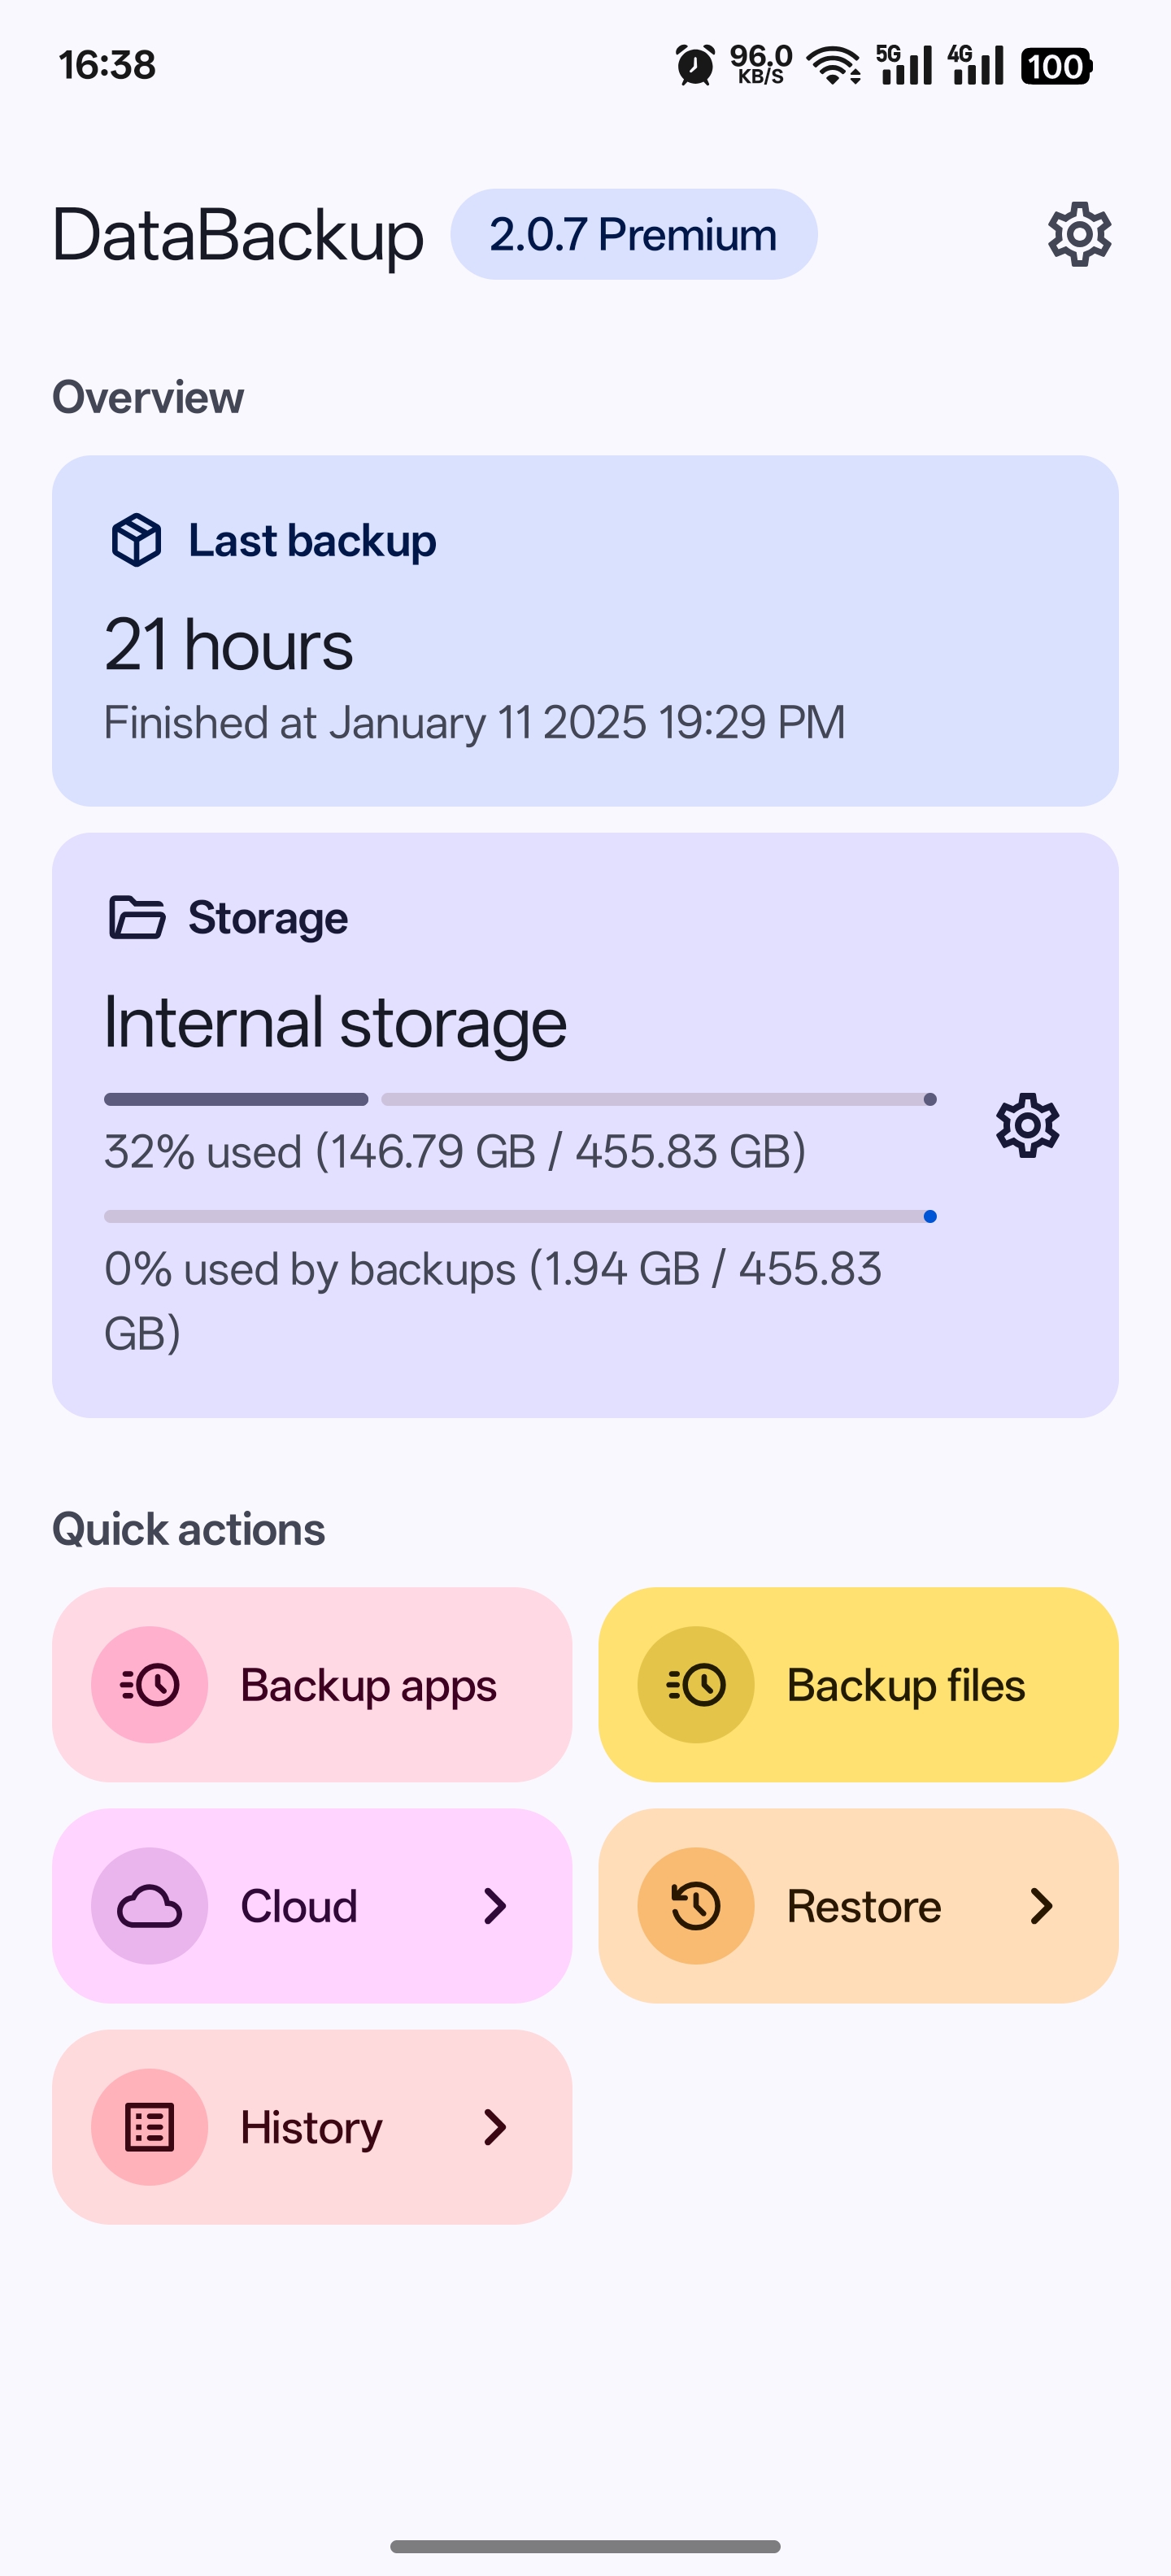 16:38
96.0
KB/S
5G
4G
100
DataBackup
2.0.7 Premium
Overview
Last backup
21 hours
Finished at January 11 2025 19:29 PM
Storage
Internal storage
32% used (146.79 GB / 455.83 GB)
0% used by backups (1.94 GB / 455.83
GB)
Quick actions
Backup apps
Backup files
Cloud
Restore
History